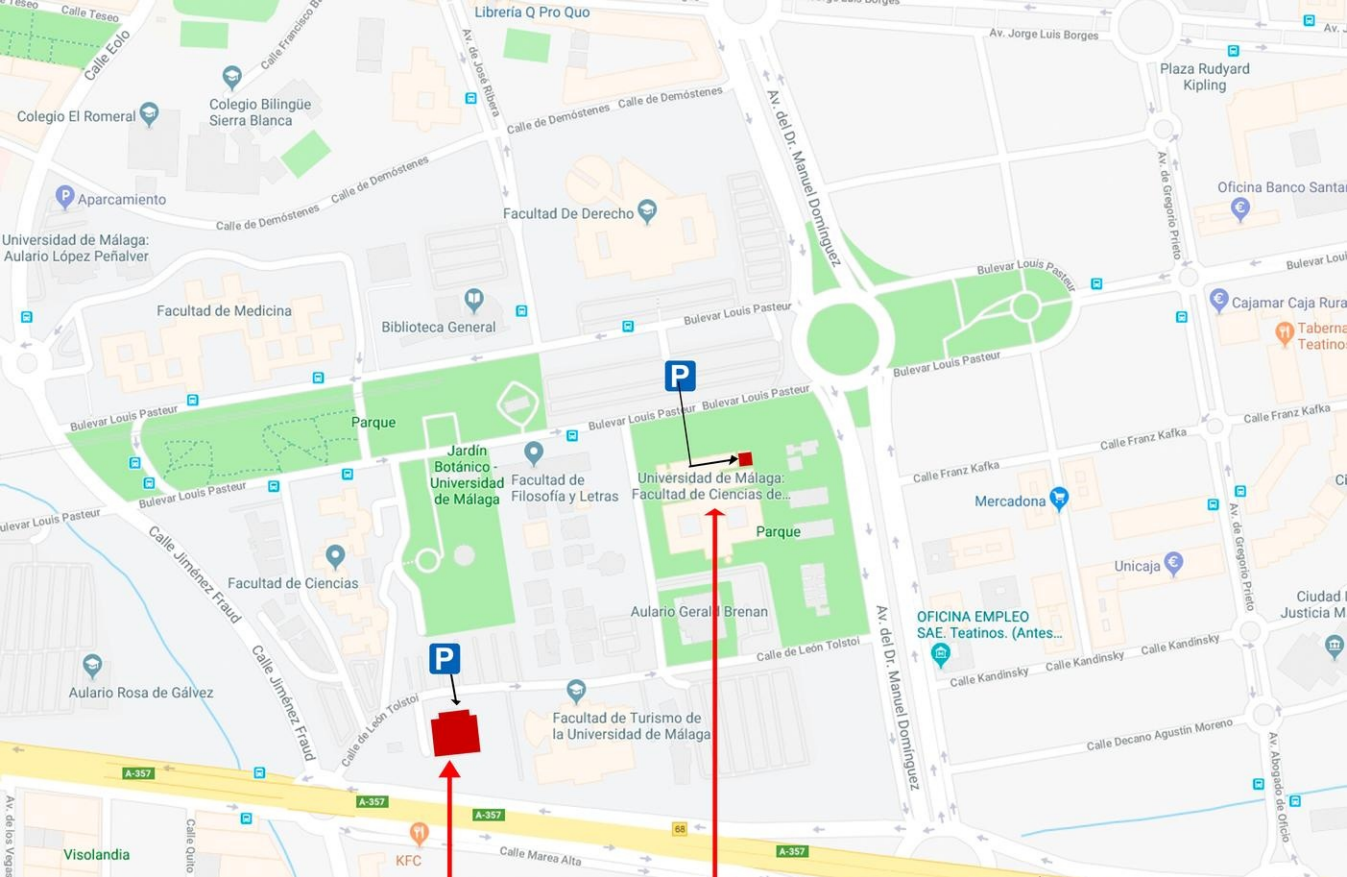 Calle Teseo
Calle Teseo
Calle Eolo
Calle Francisco B
Librería Q Pro Quo
Jorge Luis Borges
Av. Jorge Luis Borges
Av. J
Plaza Rudyard
Kipling
Colegio El Romeral
Colegio Bilingüe
Sierra Blanca
Av. de José Ribera
Calle de Demóstenes
Calle de Demóstenes
Calle de Demóstenes
Calle de Demóstenes
Av. del Dr. Manuel Domínguez
Av. de Gregorio Prieto
P
Aparcamiento
Facultad De Derecho
Oficina Banco Santa
€
Universidad de Málaga:
Aulario López Peñalver
Bulevar Louis Pasteur
Bulevar Loui
Facultad de Medicina
Biblioteca General
Bulevar Louis Pasteur
€
Cajamar Caja Rura
Taberna
Teatino
Bulevar Louis Pasteur
P
Bulevar Louis Pasteur
Parque
Bulevar Louis Pasteur
Bulevar Louis Pasteur
Calle Franz Kafka
Calle Franz Kafka
Calle Franz Kafka
Jardín
Botánico -
Universidad
de Málaga
Facultad de
Filosofía y Letras
Universidad de Málaga:
Facultad de Ciencias de...
Bulevar Louis Pasteur
ulevar Louis Pasteur
Mercadona
Parque
Calle Jiménez Fraud
Av. de Gregorio Prieto
Facultad de Ciencias
Unicaja
€
Aulario Gerald Brenan
OFICINA EMPLEO
SAE. Teatinos. (Antes...
Ciudad
Justicia M
Calle de León Tolstoi
Calle Kandinsky
Calle Kandinsky
Calle Kandinsky
P
Calle Jiménez Fraud
Aulario Rosa de Gálvez
Calle de León Tolstoi
Facultad de Turismo de
la Universidad de Málaga
Av. del Dr. Manuel Domínguez
Calle Decano Agustín Moreno
Av. Abogado de Oficio
A-357
A-357
A-357
68
A-357
Av. de los Vegas
Calle Quito
Visolandia
KFC
Calle Marea Alta